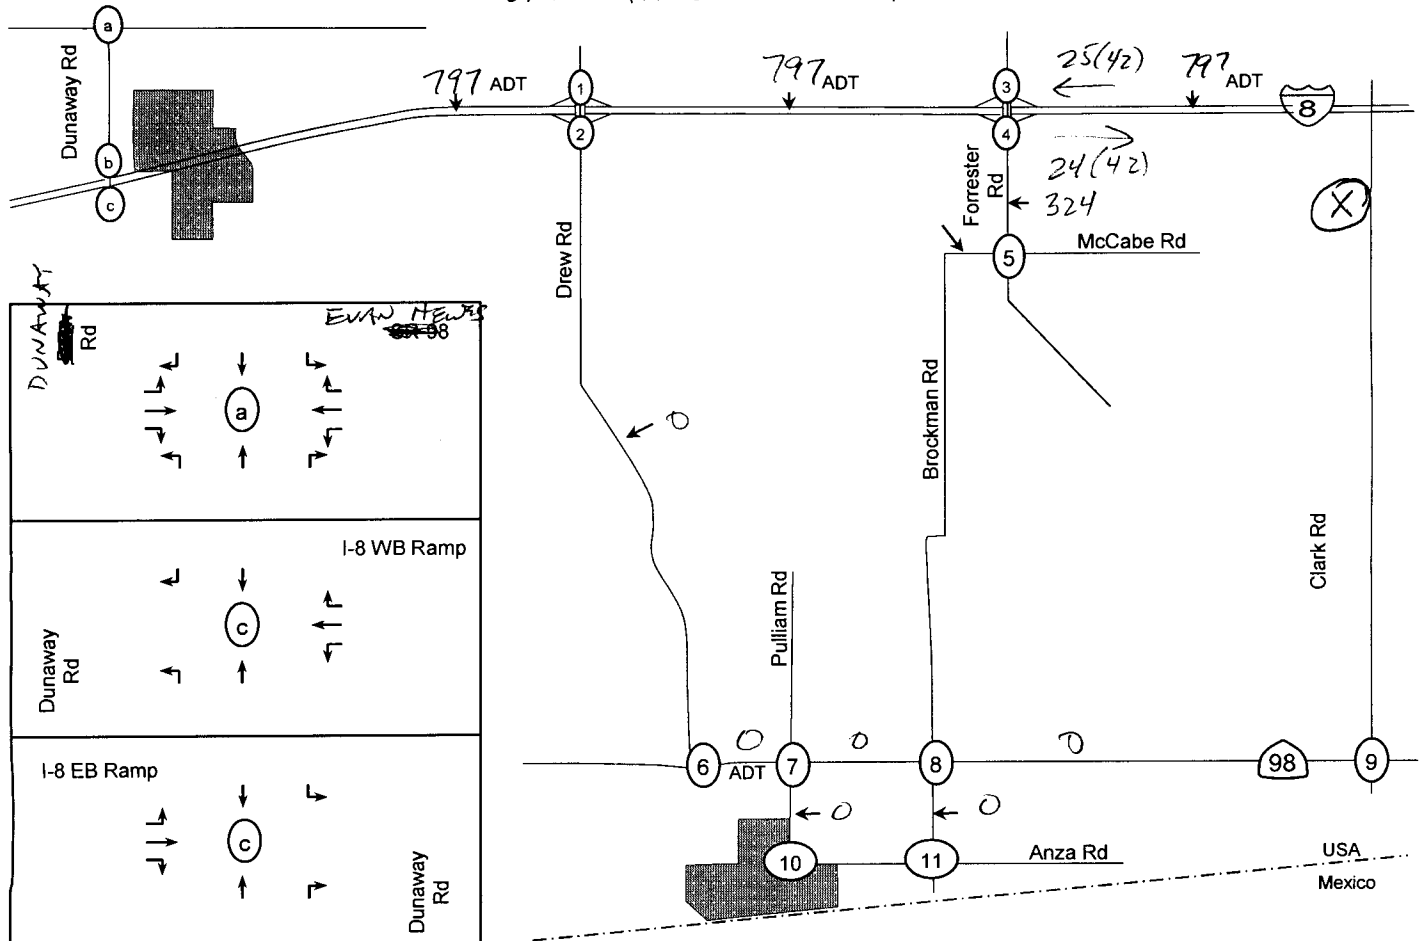 a
Dunaway Rd
b
c
797 ADT
797 ADT
797 ADT
1
2
3
4
25(42)
24(42)
324
8
X
Forrester Rd
McCabe Rd
5
Drew Rd
0
Brockman Rd
Pulliam Rd
Clark Rd
DUNAWAY
Rd
EVAN HEWES
a
I-8 WB Ramp
Dunaway Rd
c
I-8 EB Ramp
c
Dunaway Rd
6
0
ADT
7
0
8
0
98
9
0
0
10
11
Anza Rd
USA
Mexico